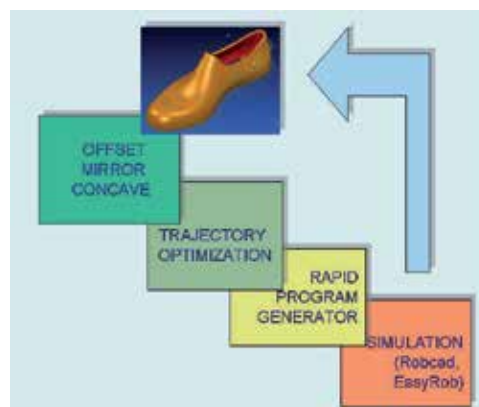 OFFSET
MIRROR
CONCAVE
TRAJECTORY
OPTIMIZATION
RAPID
PROGRAM
GENERATOR
SIMULATION
(Robcad,
EasyRob)